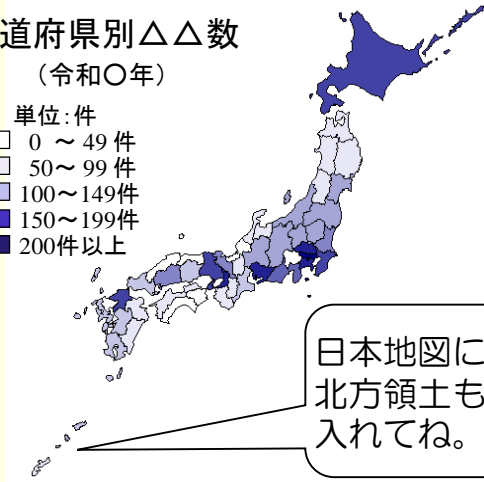 道府県別△△数
（令和〇年）
単位:件
0 ～ 49 件
50～ 99 件
100～149件
150～199件
200件以上
日本地図に
北方領土も
入れてね。